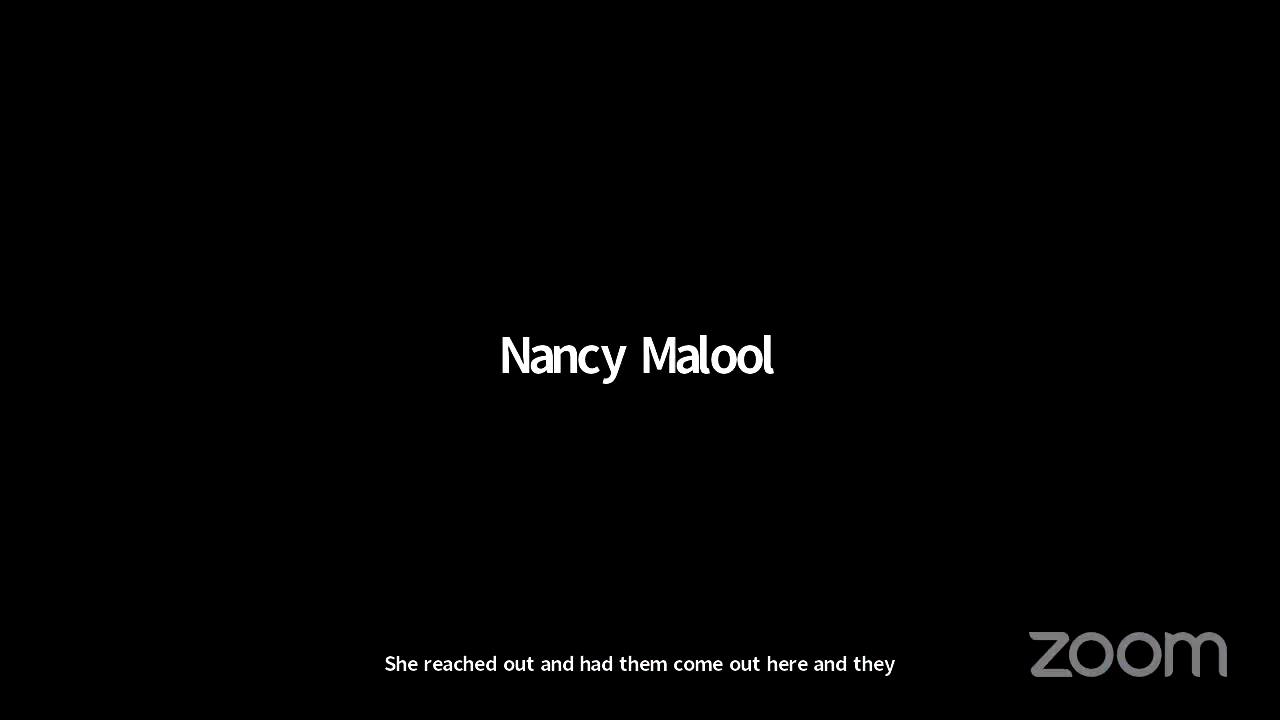 Nancy Malool
She reached out and had them come out here and they
zoom